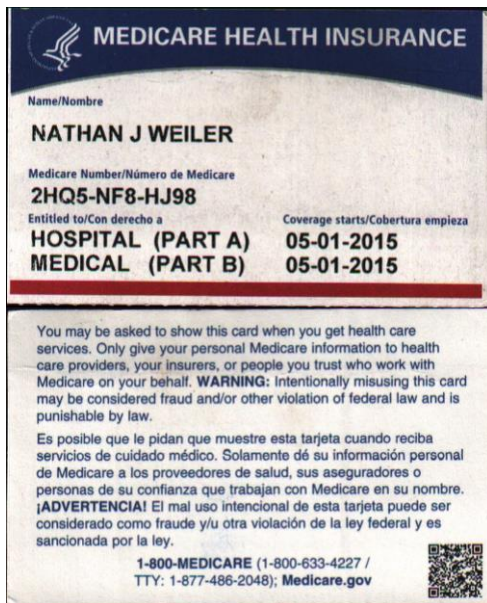 MEDICARE HEALTH INSURANCE
Name/Nombre
NATHAN J WEILER
Medicare Number/Número de Medicare
2HQ5-NF8-HJ98
Entitled to/Con derecho a Coverage starts/Cobertura empieza
HOSPITAL (PART A) 05-01-2015
MEDICAL (PART B) 05-01-2015
You may be asked to show this card when you get health care
services. Only give your personal Medicare information to health
care providers, your insurers, or people you trust who work with
Medicare on your behalf. WARNING: Intentionally misusing this card
may be considered fraud and/or other violation of federal law and is
punishable by law.
Es posible que le pidan que muestre esta tarjeta cuando reciba
servicios de cuidado médico. Solamente dé su información personal
de Medicare a los proveedores de salud, sus aseguradores o
personas de su confianza que trabajan con Medicare en su nombre.
¡ADVERTENCIA! El mal uso intencional de esta tarjeta puede ser
considerado como fraude y/u otra violación de la ley federal y es
sancionada por la ley.
1-800-MEDICARE (1-800-633-4227 /
TTY: 1-877-486-2048); Medicare.gov